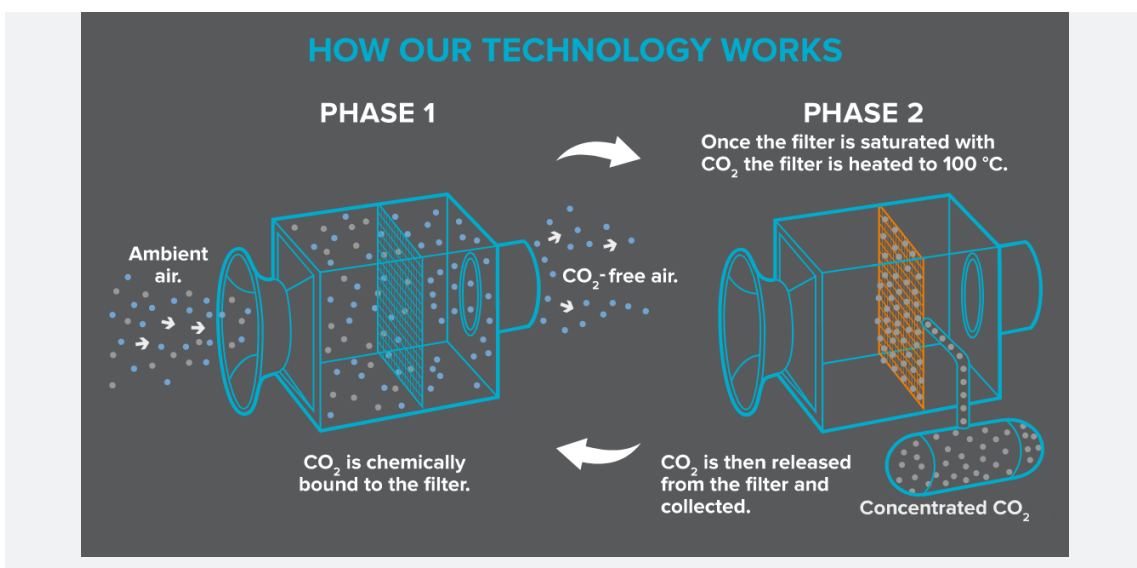 HOW OUR TECHNOLOGY WORKS
PHASE 1
Ambient
air.
CO₂-free air.
CO₂ is chemically
bound to the filter.
PHASE 2
Once the filter is saturated with
CO₂ the filter is heated to 100 °C.
CO₂ is then released
from the filter and
collected.
Concentrated CO₂